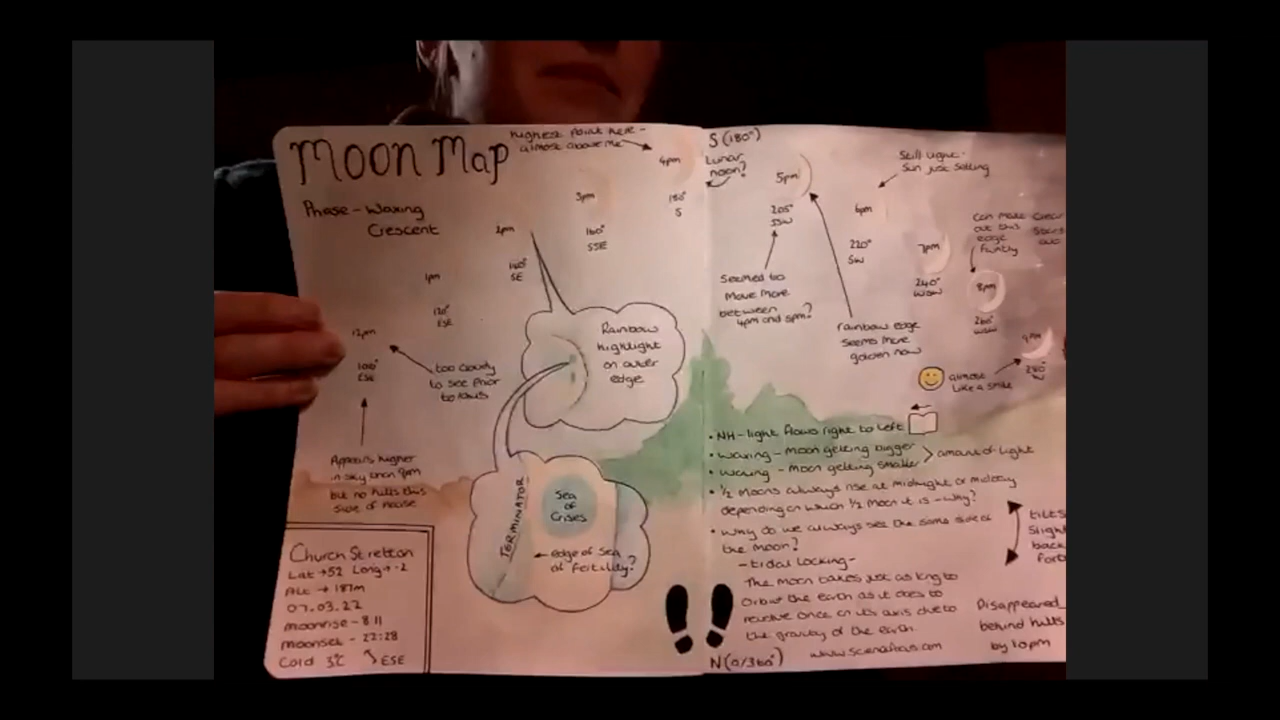 Moon Map
highest point here -
almost above me
Phase - Waxing
Crescent
12pm
100°
ESE
1pm
120°
ESE
2pm
140°
SE
3pm
160°
SSE
4pm
180°
S
too cloudy
to see prior
to this
Appears higher
in sky than 9pm
but no hills this
side of house
Rainbow
highlight
on outer
edge
TERMINATOR
Sea
of
Crises
edge of Sea
of Fertility?
Church Stretton
Lat → 52 Long → -2
Alt → 187m
07.03.22
moonrise - 8:11
moonset - 22:28
Cold 3°C
ESE
S (180°)
Lunar
noon?
5pm
205°
SSW
Seemed to
move more
between
4pm and 5pm?
Still light -
Sun just setting
6pm
220°
SW
rainbow edge
seems more
golden now
7pm
240°
WSW
can make
out this
edge
faintly
8pm
260°
WSW
9pm
280°
W
almost
like a smile
• NH - light flows right to left
• waxing - moon getting bigger
• waning - moon getting smaller
amount of light
• 1/2 moons always rise at midnight or midday
depending on which 1/2 moon it is - why?
• why do we always see the same side of
the moon?
- tidal locking -
The moon takes just as long to
orbit the earth as it does to
revolve once on its axis due to
the gravity of the earth.
www.sciencefocus.com
Disappeared
behind hills
by 10pm
N (0/360°)